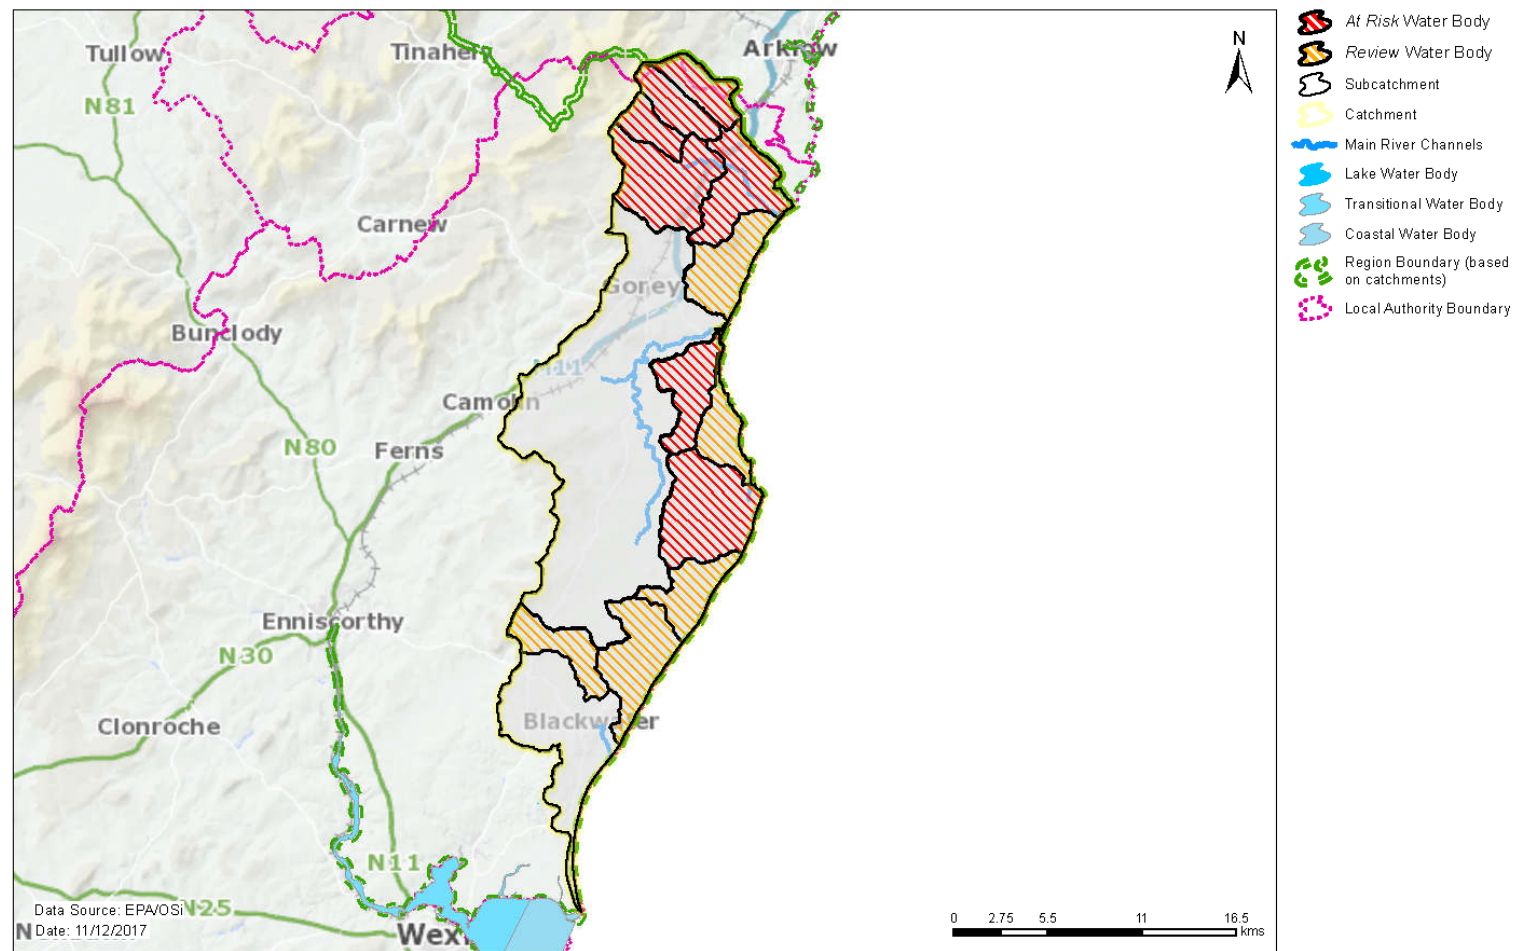 Tullow
Tinahely
Arklow
N81
Carnew
Gorey
Bunclody
N11
Camolin
N80
Ferns
Enniscorthy
N30
Clonroche
Blackwater
N11
N25
Data Source: EPA/OSi
Date: 11/12/2017
N
Wex
N
0 2.75 5.5 11 16.5
kms
At Risk Water Body
Review Water Body
Subcatchment
Catchment
Main River Channels
Lake Water Body
Transitional Water Body
Coastal Water Body
Region Boundary (based
on catchments)
Local Authority Boundary